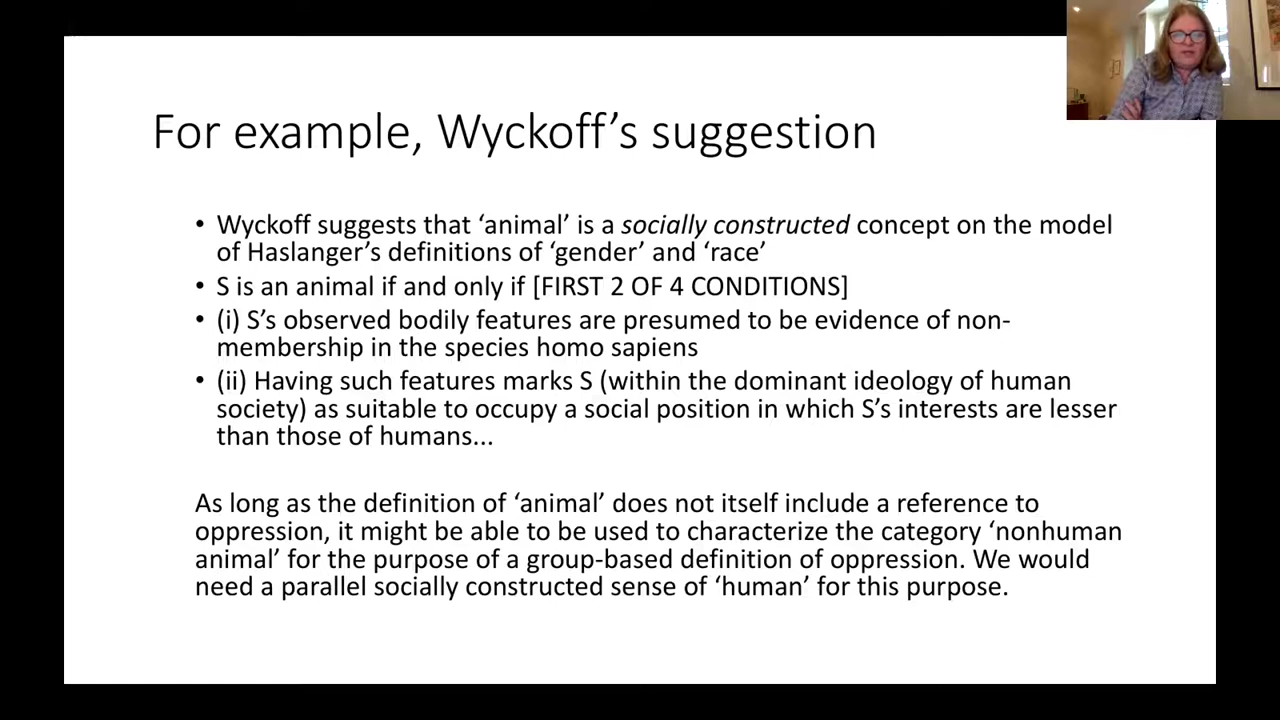 For example, Wyckoff’s suggestion
• Wyckoff suggests that ‘animal’ is a socially constructed concept on the model
of Haslanger’s definitions of ‘gender’ and ‘race’
• S is an animal if and only if [FIRST 2 OF 4 CONDITIONS]
• (i) S’s observed bodily features are presumed to be evidence of non-
membership in the species homo sapiens
• (ii) Having such features marks S (within the dominant ideology of human
society) as suitable to occupy a social position in which S’s interests are lesser
than those of humans...
As long as the definition of ‘animal’ does not itself include a reference to
oppression, it might be able to be used to characterize the category ‘nonhuman
animal’ for the purpose of a group-based definition of oppression. We would
need a parallel socially constructed sense of ‘human’ for this purpose.